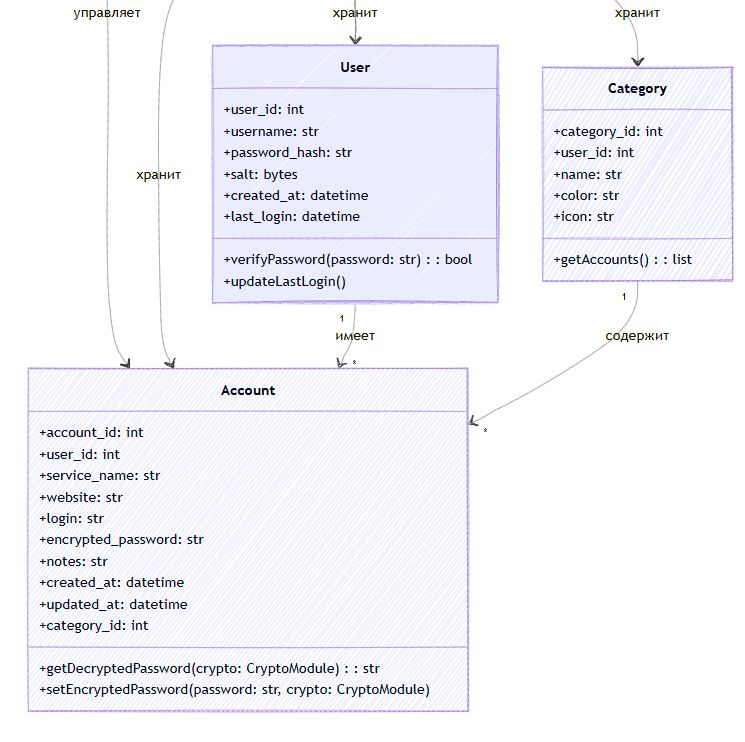 управляет
хранит
хранит
User
+user_id: int
+username: str
+password_hash: str
+salt: bytes
+created_at: datetime
+last_login: datetime
+verifyPassword(password: str) : : bool
+updateLastLogin()
Category
+category_id: int
+user_id: int
+name: str
+color: str
+icon: str
+getAccounts() : : list
хранит
1
имеет
*
1
содержит
*
Account
+account_id: int
+user_id: int
+service_name: str
+website: str
+login: str
+encrypted_password: str
+notes: str
+created_at: datetime
+updated_at: datetime
+category_id: int
+getDecryptedPassword(crypto: CryptoModule) : : str
+setEncryptedPassword(password: str, crypto: CryptoModule)